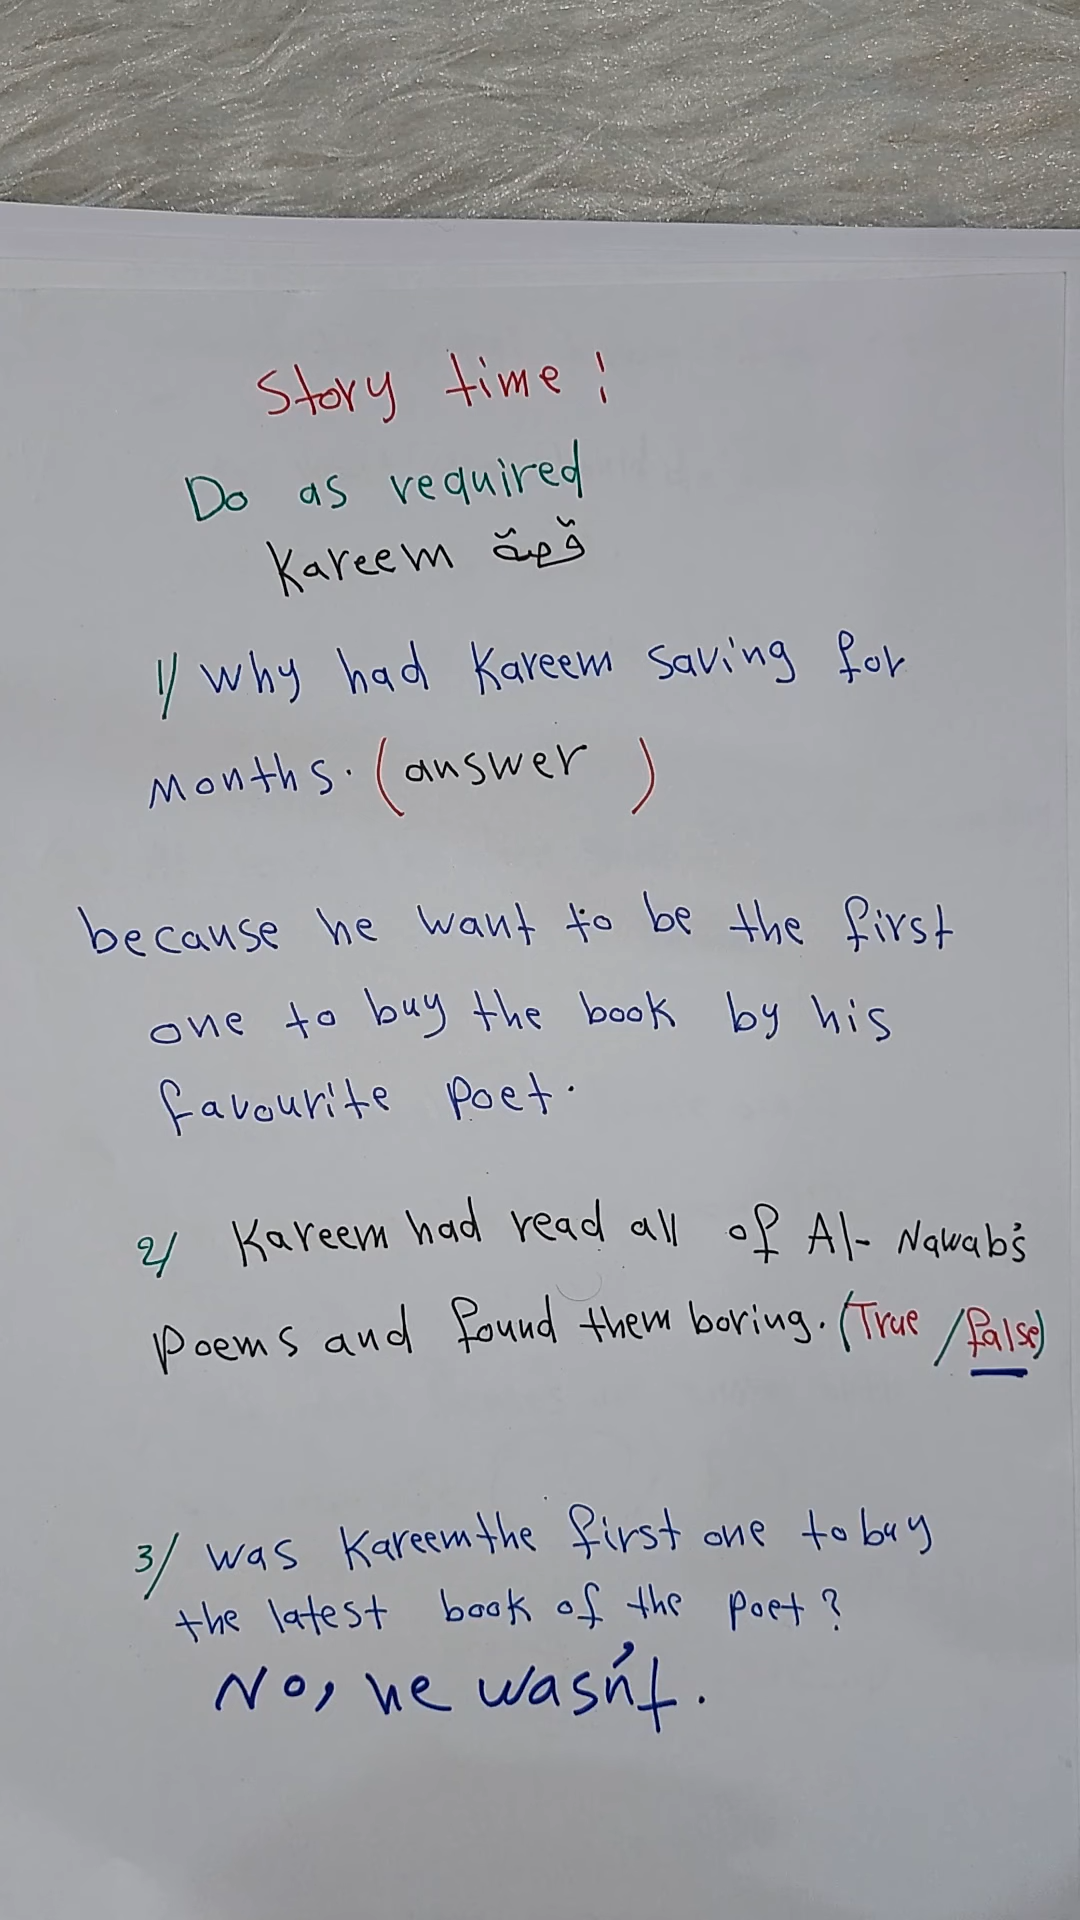 Story time :
Do as required
Kareem قصة
1/ Why had Kareem saving for
months. (answer )
because he want to be the first
one to buy the book by his
favourite poet.
2/ Kareem had read all of Al- Nawab's
poems and found them boring. (True / false)
3/ was Kareem the first one to buy
the latest book of the poet?
No, he wasn't.